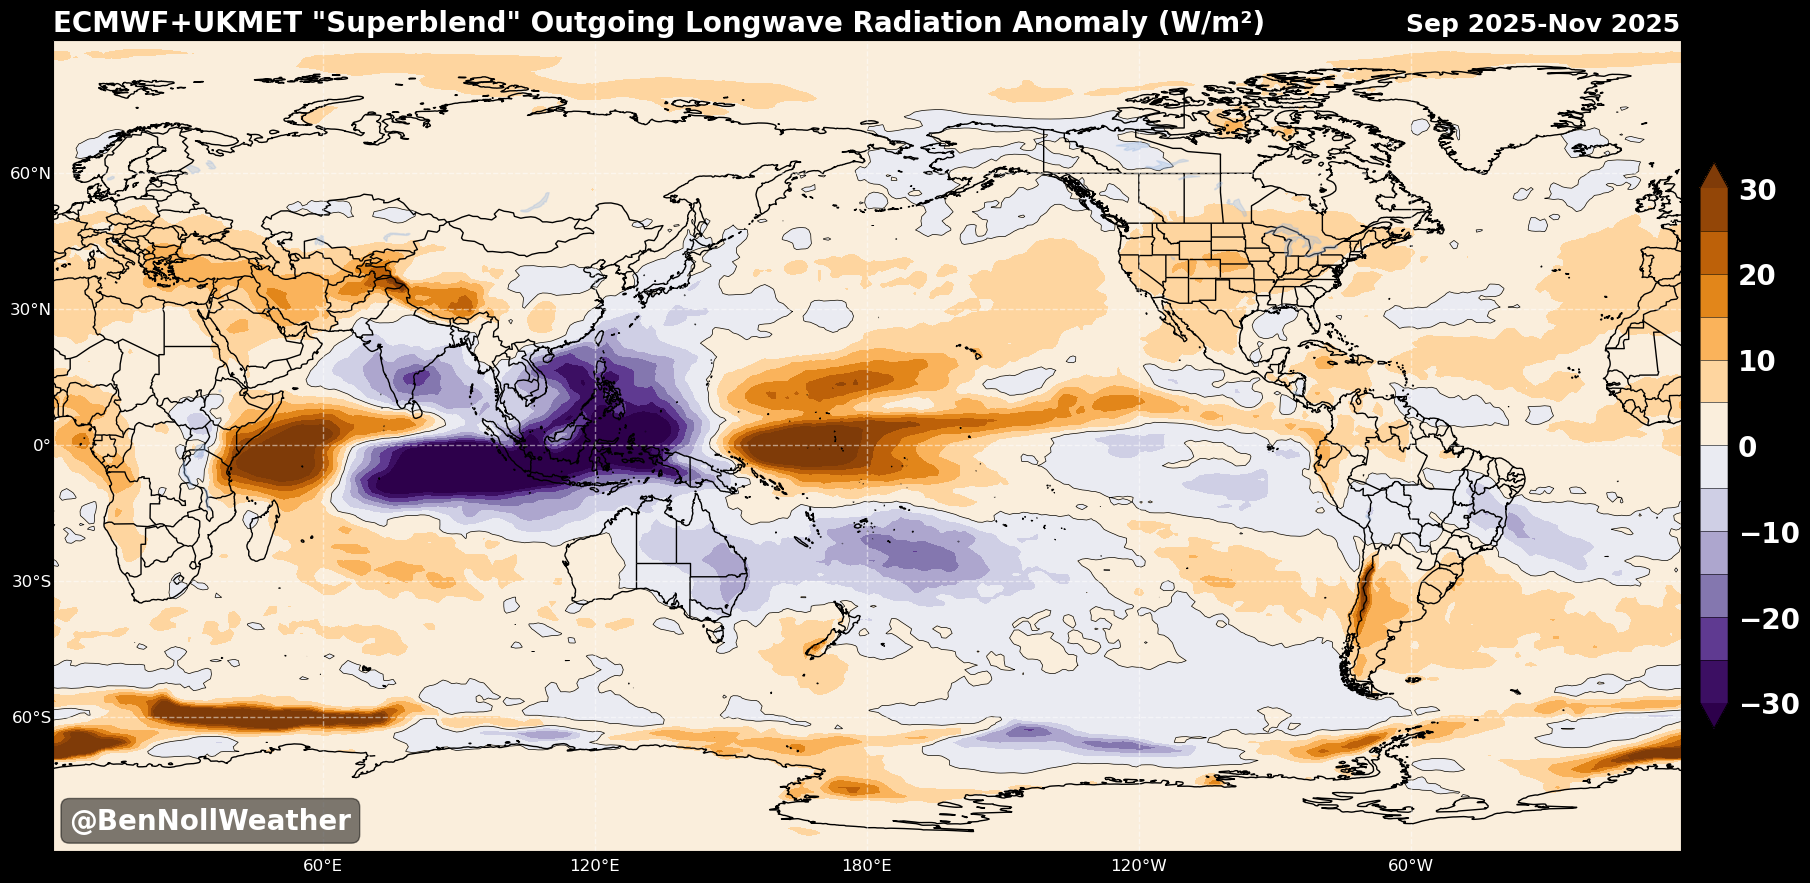 ECMWF+UKMET "Superblend" Outgoing Longwave Radiation Anomaly (W/m²) Sep 2025-Nov 2025
60°N
30°N
0°
30°S
60°S
60°E 120°E 180°E 120°W 60°W
30
20
10
0
−10
−20
−30
@BenNollWeather